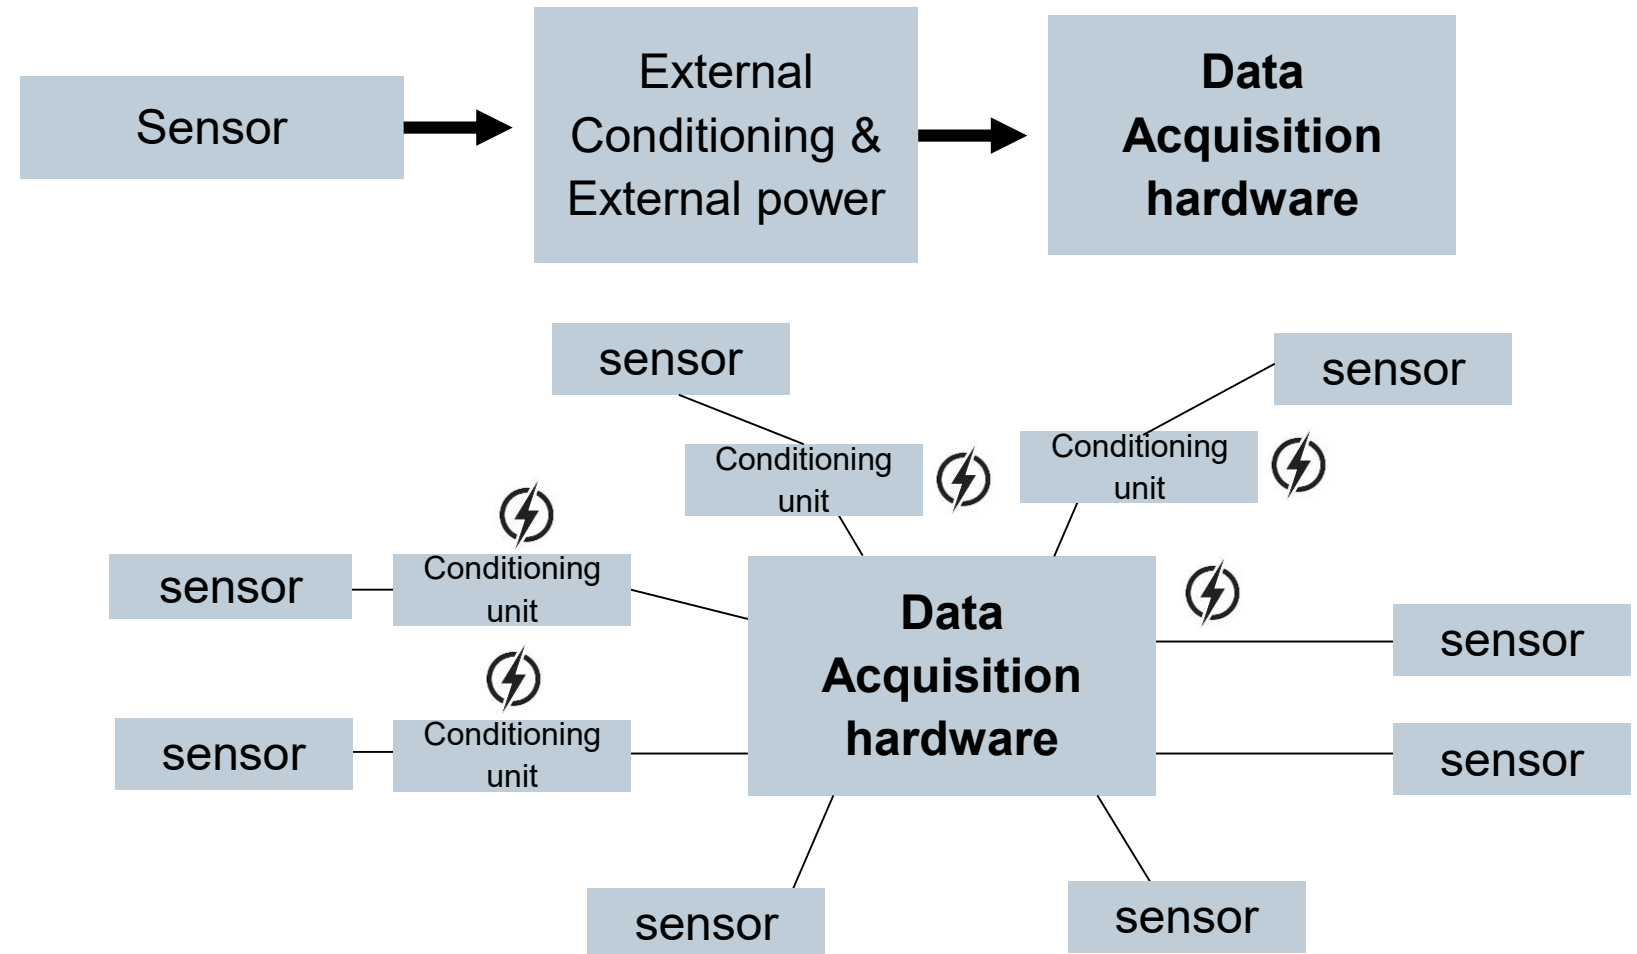 Sensor
External
Conditioning &
External power
Data
Acquisition
hardware
sensor
sensor
Conditioning
unit
Conditioning
unit
sensor
Conditioning
unit
Data
Acquisition
hardware
sensor
sensor
Conditioning
unit
sensor
sensor
sensor